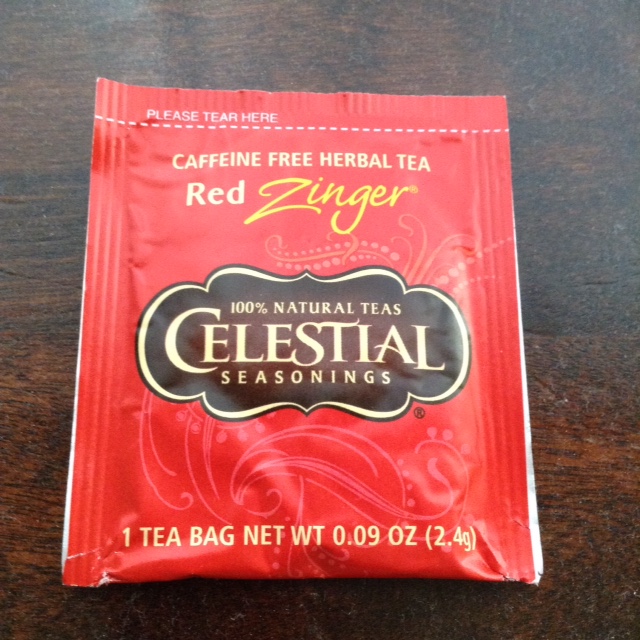 PLEASE TEAR HERE
CAFFEINE FREE HERBAL TEA
Red Zinger®
100% NATURAL TEAS
CELESTIAL
SEASONINGS
®
1 TEA BAG NET WT 0.09 OZ (2.4g)